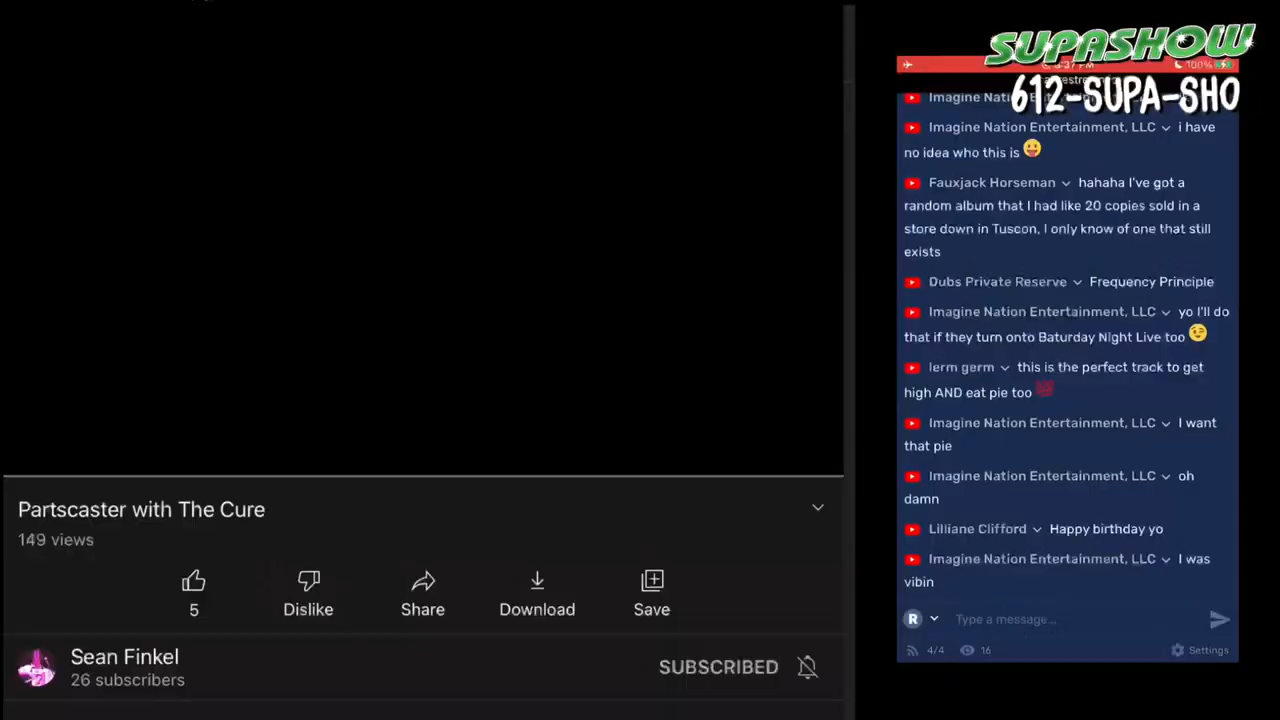 SUPASHOW
612-SUPA-SHO
100%
Imagine Nati
Imagine Nation Entertainment, LLC i have
no idea who this is 😛
Fauxjack Horseman hahaha I've got a
random album that I had like 20 copies sold in a
store down in Tuscon, I only know of one that still
exists
Dubs Private Reserve Frequency Principle
Imagine Nation Entertainment, LLC yo I'll do
that if they turn onto Baturday Night Live too 😉
lerm germ this is the perfect track to get
high AND eat pie too 💯
Imagine Nation Entertainment, LLC I want
that pie
Imagine Nation Entertainment, LLC oh
damn
Lilliane Clifford Happy birthday yo
Imagine Nation Entertainment, LLC I was
vibin
R Type a message...
4/4 16 Settings
Partscaster with The Cure
149 views
5 Dislike Share Download Save
Sean Finkel
26 subscribers
SUBSCRIBED